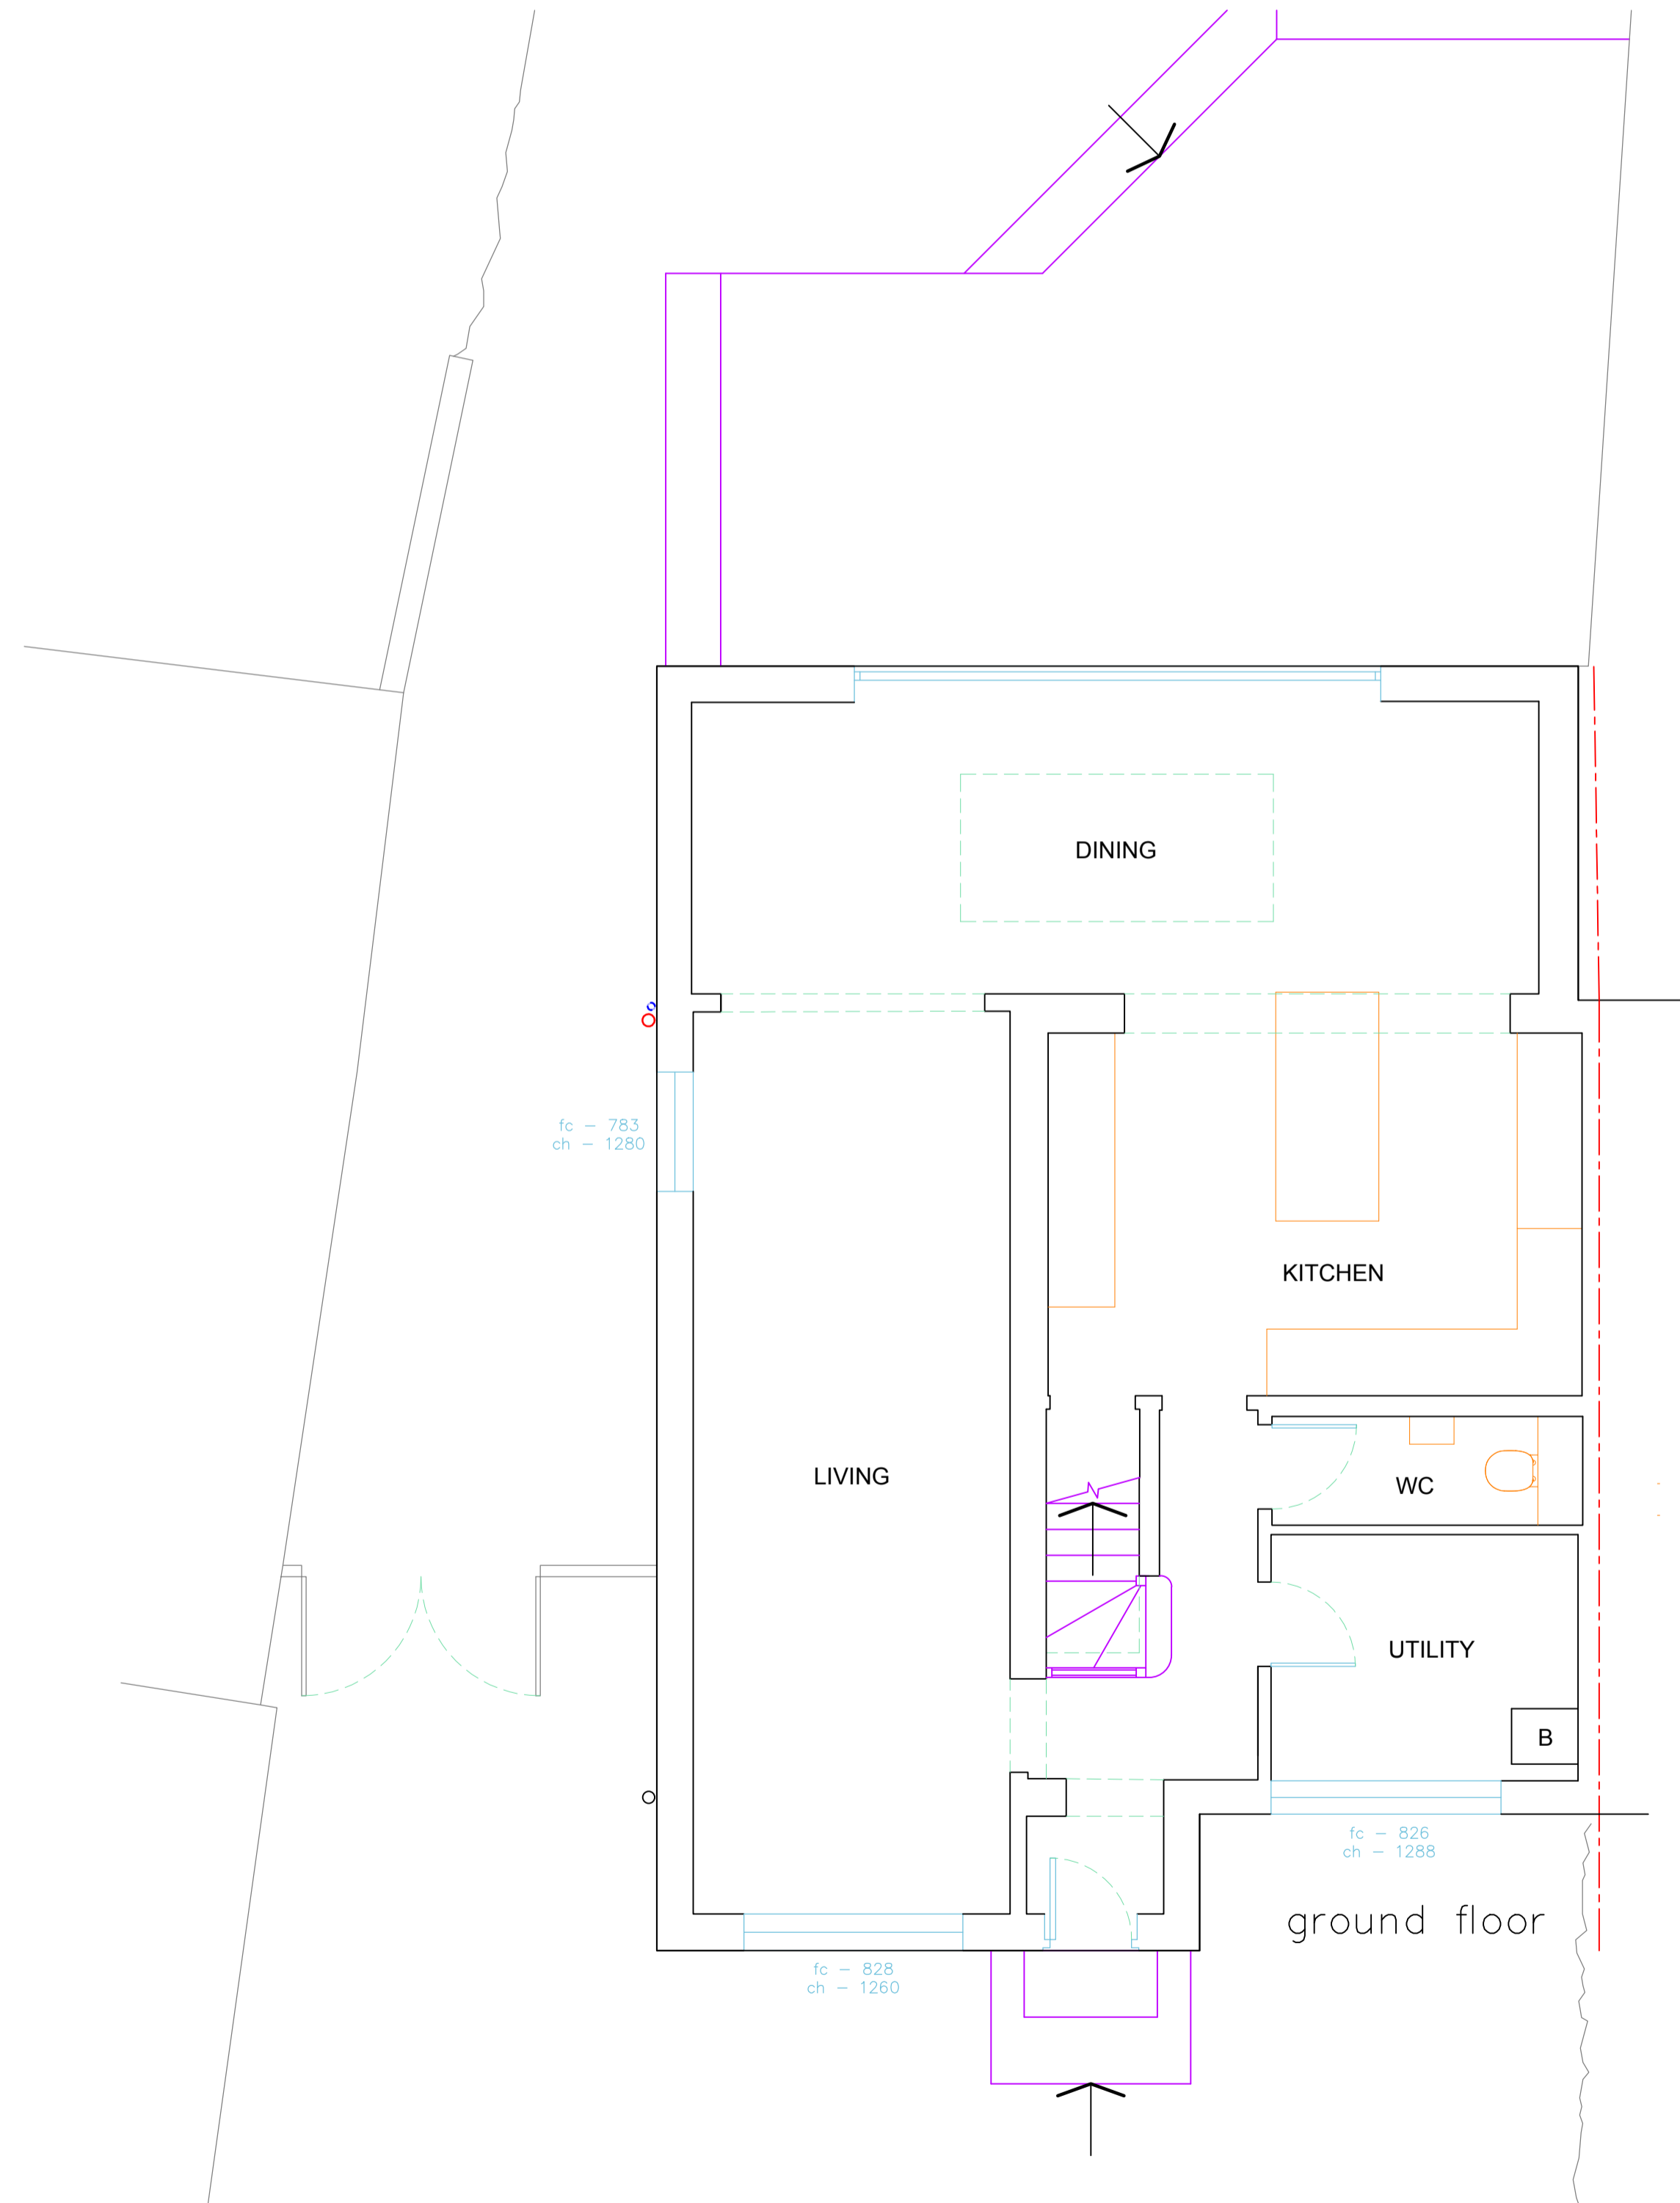 DINING
fc - 783
ch - 1280
KITCHEN
LIVING
WC
UTILITY
B
fc - 826
ch - 1288
ground floor
fc - 828
ch - 1260